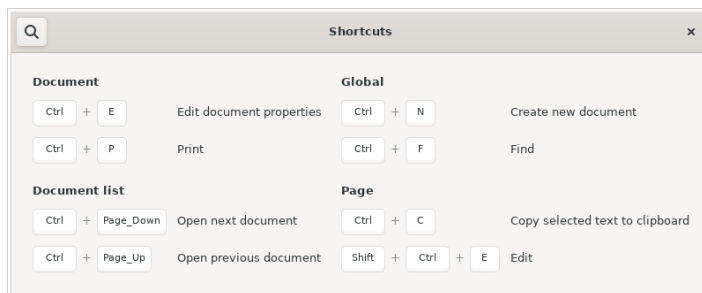 Shortcuts ×
Document
Ctrl + E Edit document properties
Ctrl + P Print
Document list
Ctrl + Page_Down Open next document
Ctrl + Page_Up Open previous document
Global
Ctrl + N Create new document
Ctrl + F Find
Page
Ctrl + C Copy selected text to clipboard
Shift + Ctrl + E Edit